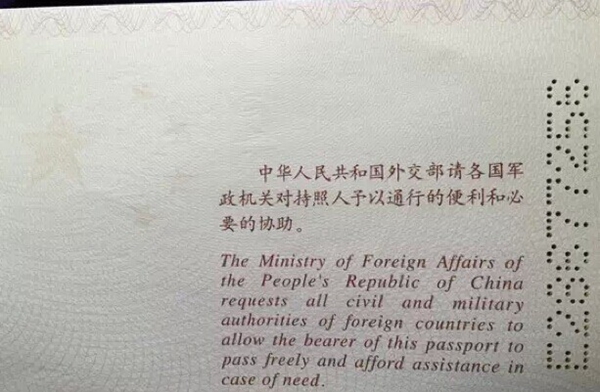 中华人民共和国外交部请各国军
政机关对持照人予以通行的便利和必
要的协助。
The Ministry of Foreign Affairs of
the People's Republic of China
requests all civil and military
authorities of foreign countries to
allow the bearer of this passport to
pass freely and afford assistance in
case of need.